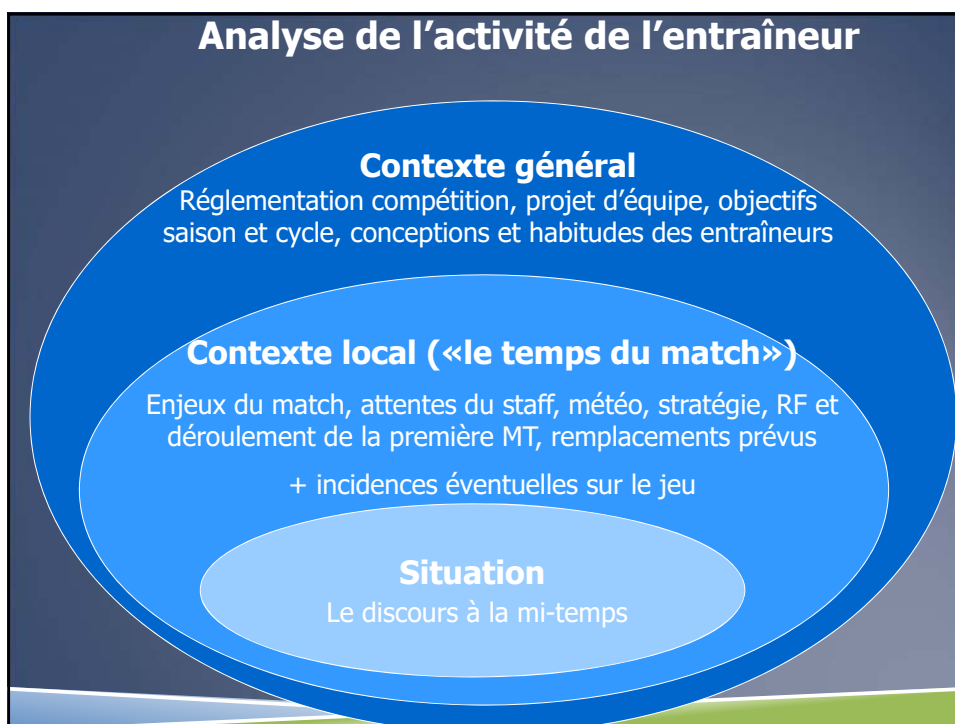 Analyse de l’activité de l’entraîneur
Contexte général
Réglementation compétition, projet d’équipe, objectifs
saison et cycle, conceptions et habitudes des entraîneurs
Contexte local («le temps du match»)
Enjeux du match, attentes du staff, météo, stratégie, RF et
déroulement de la première MT, remplacements prévus
+ incidences éventuelles sur le jeu
Situation
Le discours à la mi-temps